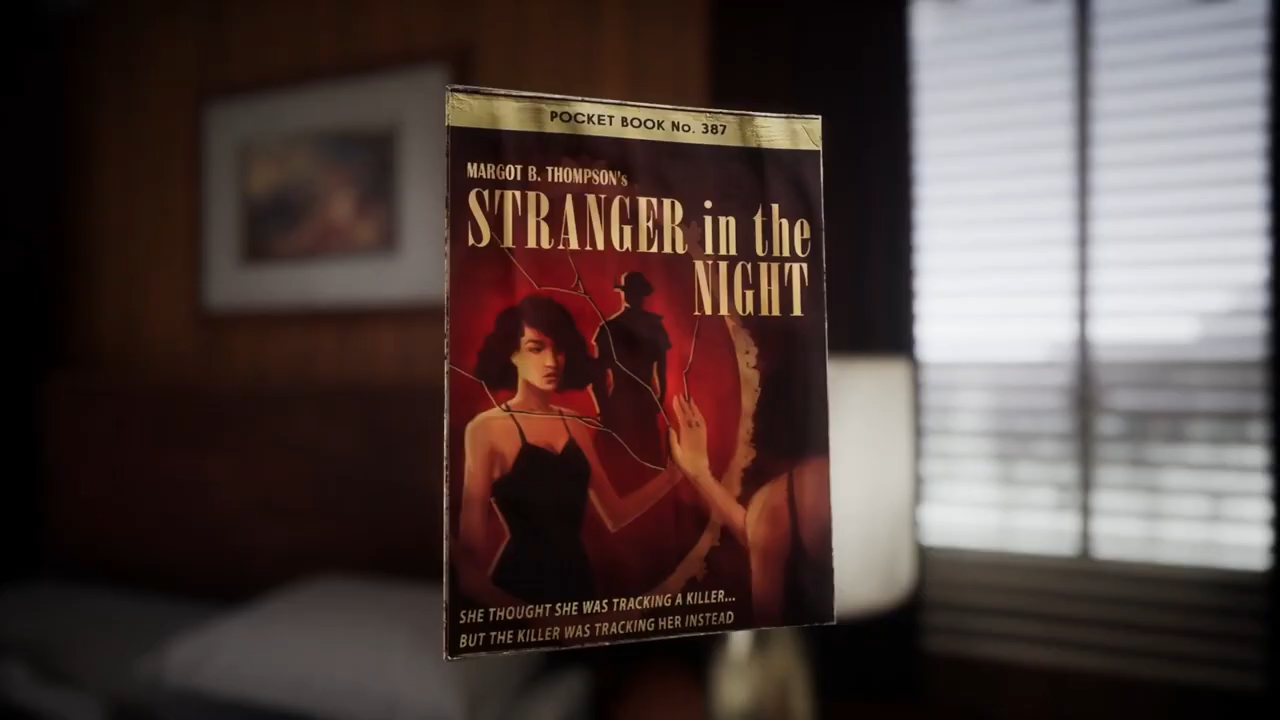 POCKET BOOK No. 387
MARGOT B. THOMPSON's
STRANGER in the
NIGHT
SHE THOUGHT SHE WAS TRACKING A KILLER...
BUT THE KILLER WAS TRACKING HER INSTEAD